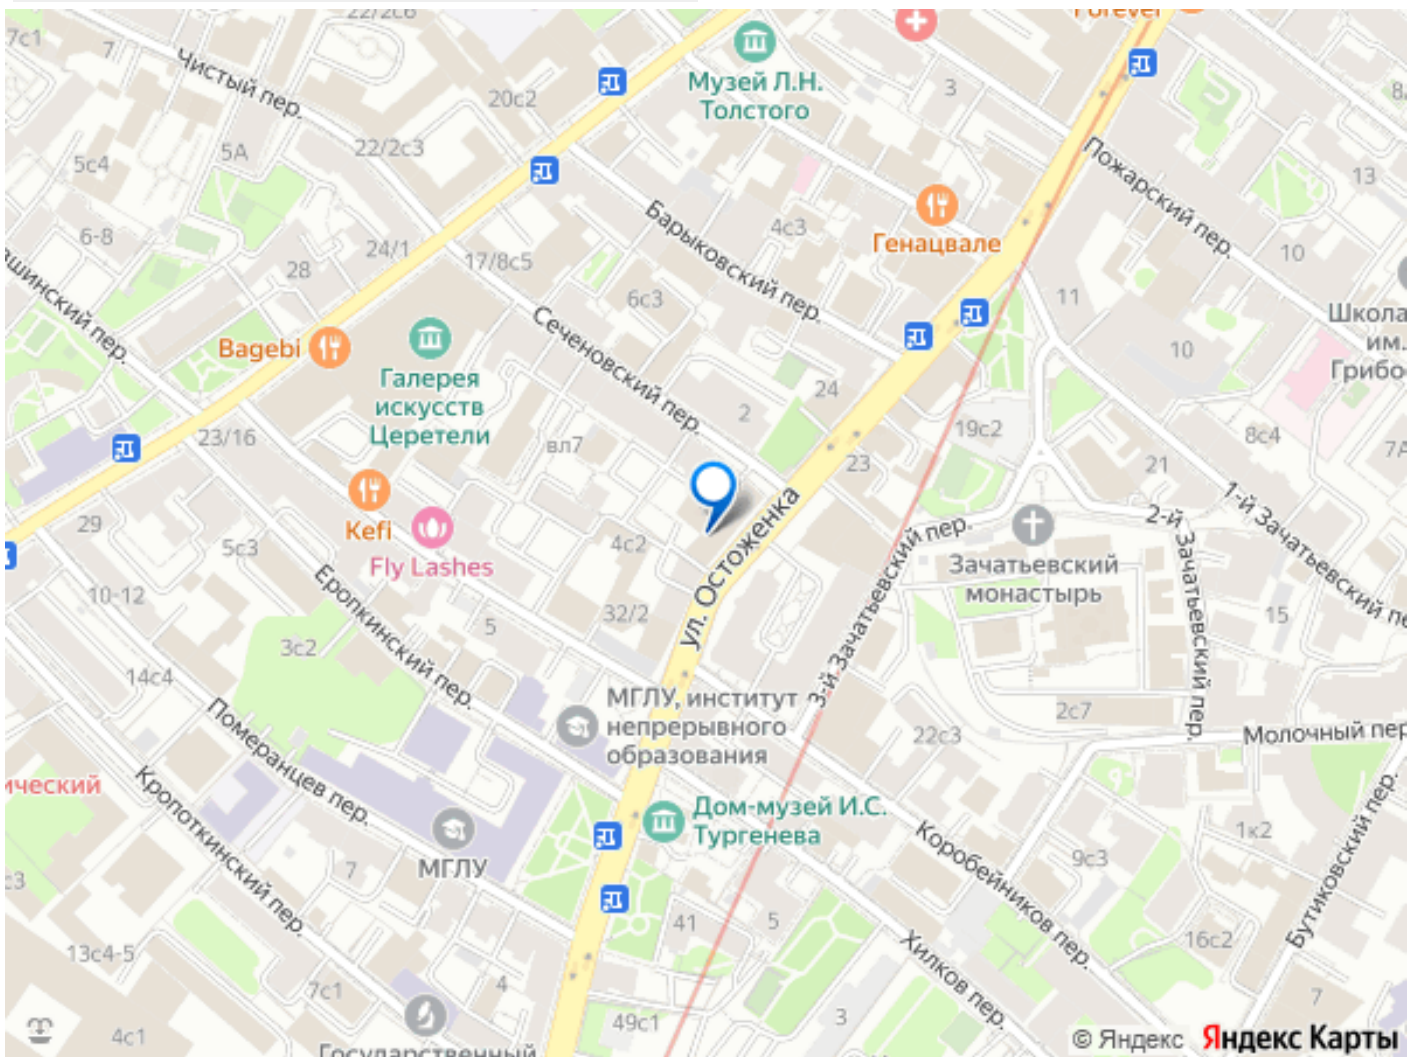 22/2с6
Forever
7с1
7
Чистый пер.
Музей Л.Н.
Толстого
3
20с2
5А
22/2с3
5с4
Пожарский пер.
13
6-8
24/1
28
17/8с5
Барыковский пер.
4с3
Генацвале
10
6с3
11
Школа
им.
Грибо
10
шинский пер.
Bagebi
Галерея
искусств
Церетели
Сеченовский пер.
24
2
19с2
8с4
7А
23/16
вл7
23
21
Kefi
29
5с3
Fly Lashes
4с2
ул. Остоженка
3-й Зачатьевский пер.
Зачатьевский
монастырь
2-й Зачатьевский пер.
1-й Зачатьевский пе
15
10-12
Еропкинский пер.
5
32/2
3с2
14с4
МГЛУ, институт
непрерывного
образования
2с7
22с3
Молочный пер
Померанцев пер.
ический
Кропоткинский пер.
Дом-музей И.С.
Тургенева
МГЛУ
7
Коробейников пер.
9с3
1к2
Бутиковский пер.
41
5
13с4-5
Хилков пер.
16с2
7с1
4
49с1
3
7
4с1
Государственный
© Яндекс Яндекс Карты